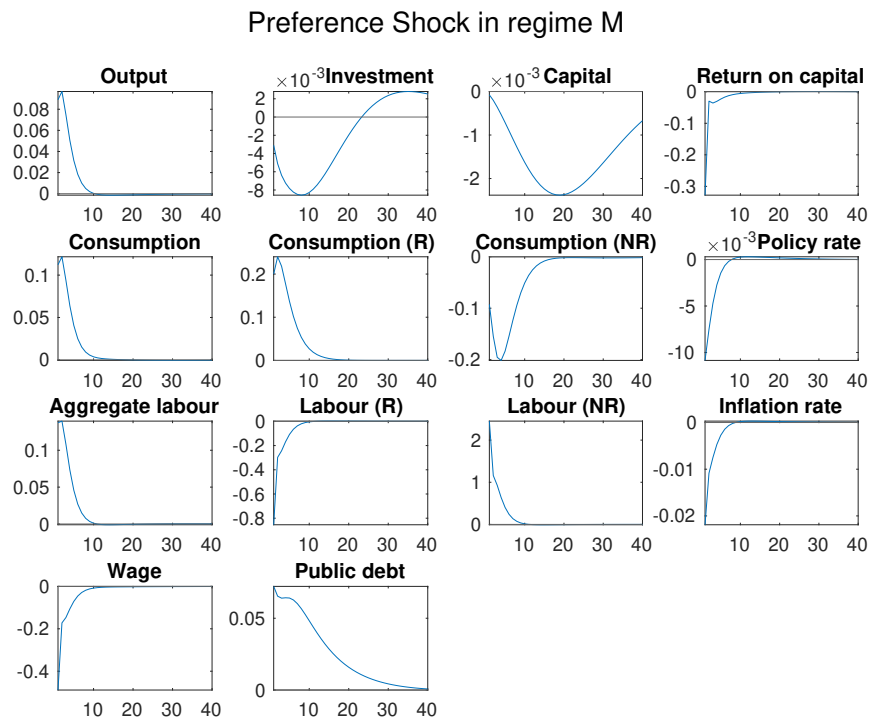 Preference Shock in regime M
Output
0.08
0.06
0.04
0.02
0
10 20 30 40
×10-3 Investment
2
0
-2
-4
-6
-8
10 20 30 40
×10-3 Capital
0
-1
-2
10 20 30 40
Return on capital
0
-0.1
-0.2
-0.3
10 20 30 40
Consumption
0.1
0.05
0
10 20 30 40
Consumption (R)
0.2
0.1
0
10 20 30 40
Consumption (NR)
0
-0.1
-0.2
10 20 30 40
×10-3 Policy rate
0
-5
-10
10 20 30 40
Aggregate labour
0.1
0.05
0
10 20 30 40
Labour (R)
0
-0.2
-0.4
-0.6
-0.8
10 20 30 40
Labour (NR)
2
1
0
10 20 30 40
Inflation rate
0
-0.01
-0.02
10 20 30 40
Wage
0
-0.2
-0.4
10 20 30 40
Public debt
0.05
0
10 20 30 40